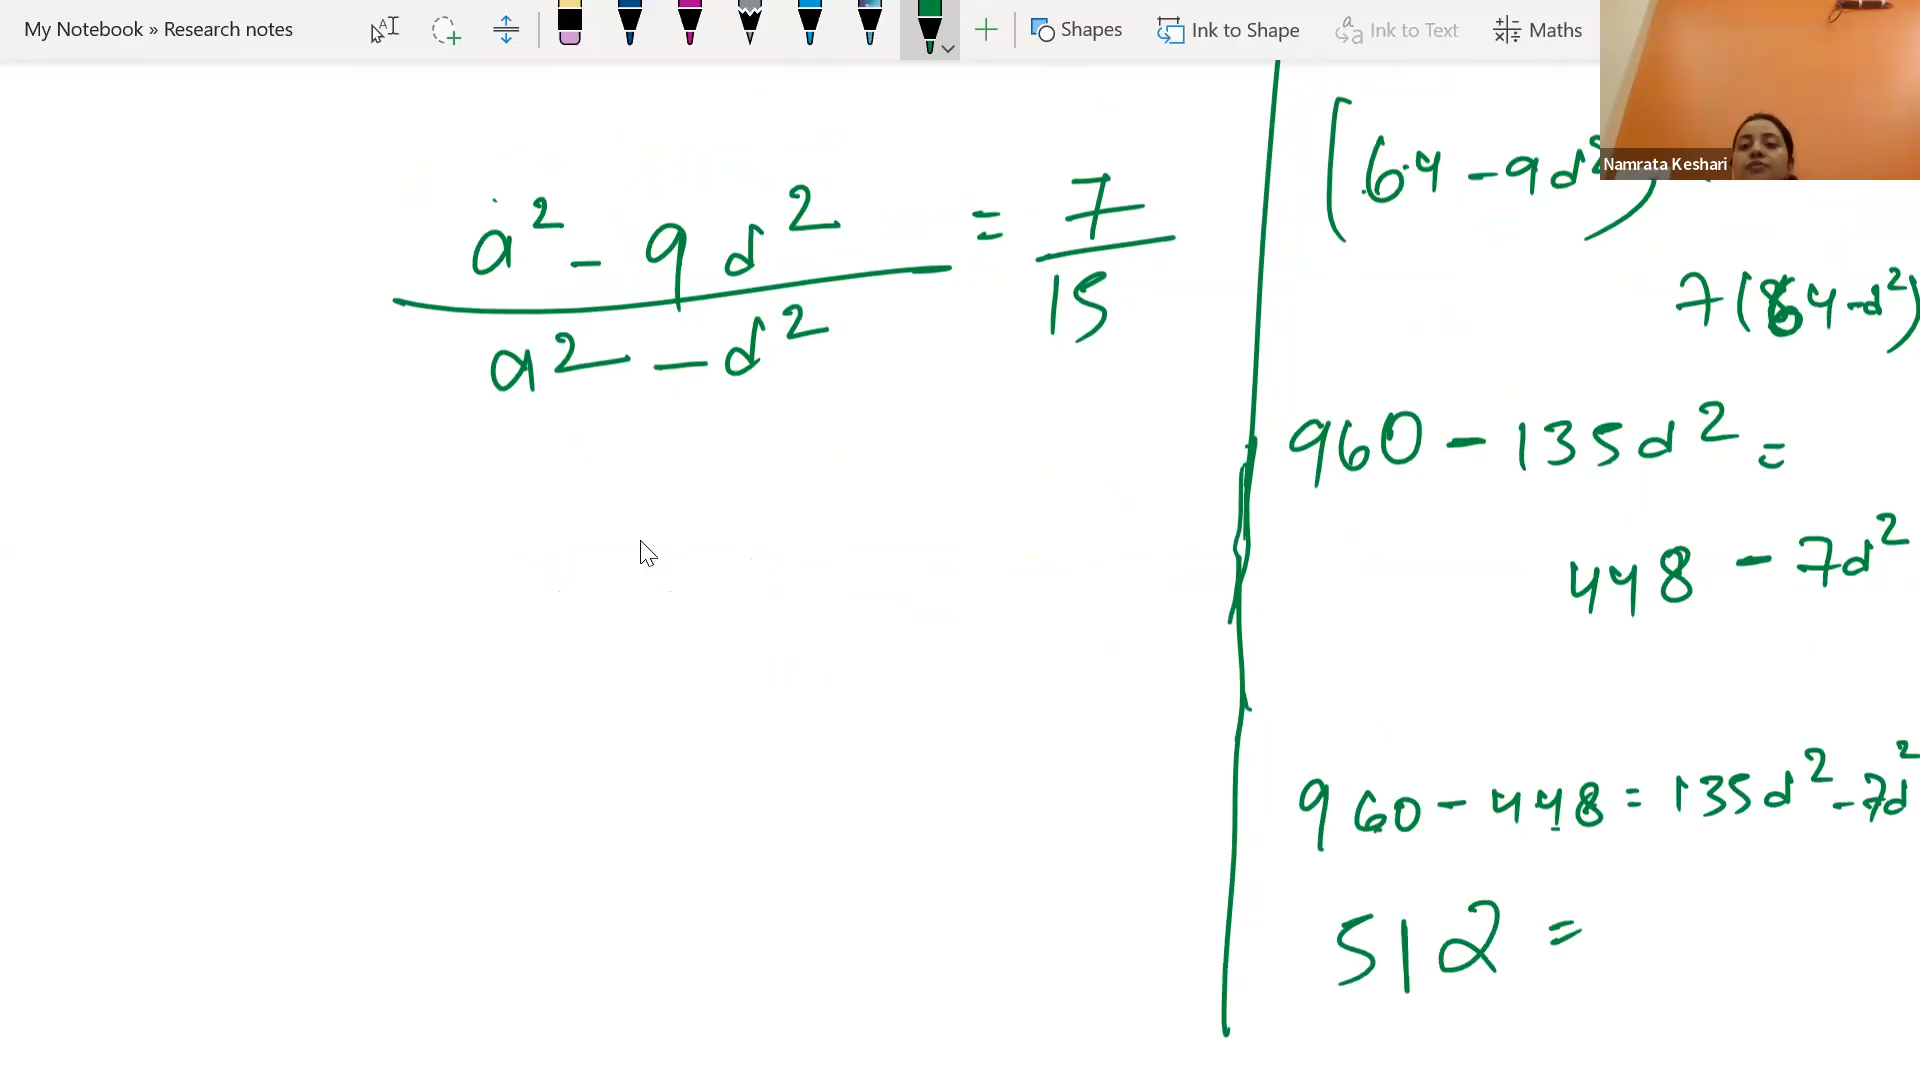 My Notebook » Research notes
Shapes
Ink to Shape
Ink to Text
Maths
Namrata Keshari
a² - 9d² = 7
a² - d² 15
(64 - 9d²)
7(64-d²)
960 - 135d² =
448 - 7d²
960 - 448 = 135d² - 7d²
512 =